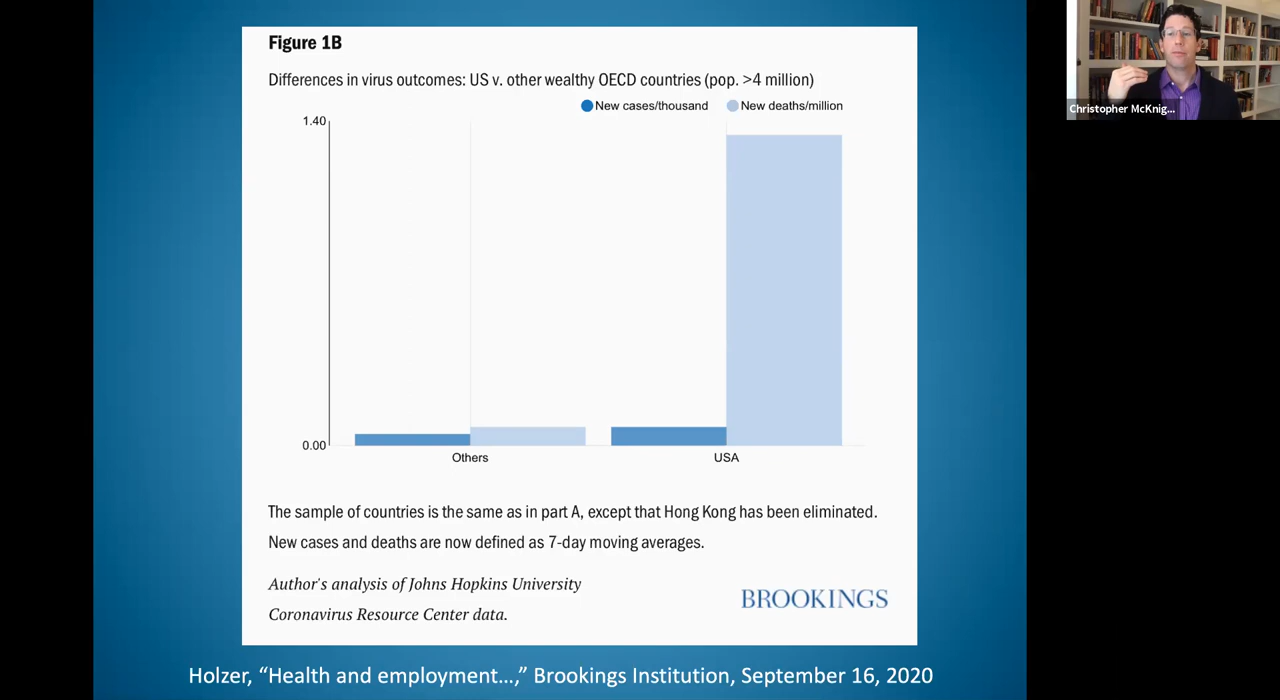 Figure 1B
Differences in virus outcomes: US v. other wealthy OECD countries (pop. >4 million)
New cases/thousand New deaths/million
1.40
0.00
Others USA
The sample of countries is the same as in part A, except that Hong Kong has been eliminated.
New cases and deaths are now defined as 7-day moving averages.
Author's analysis of Johns Hopkins University
Coronavirus Resource Center data.
BROOKINGS
Holzer, “Health and employment…,” Brookings Institution, September 16, 2020
Christopher McKnig...